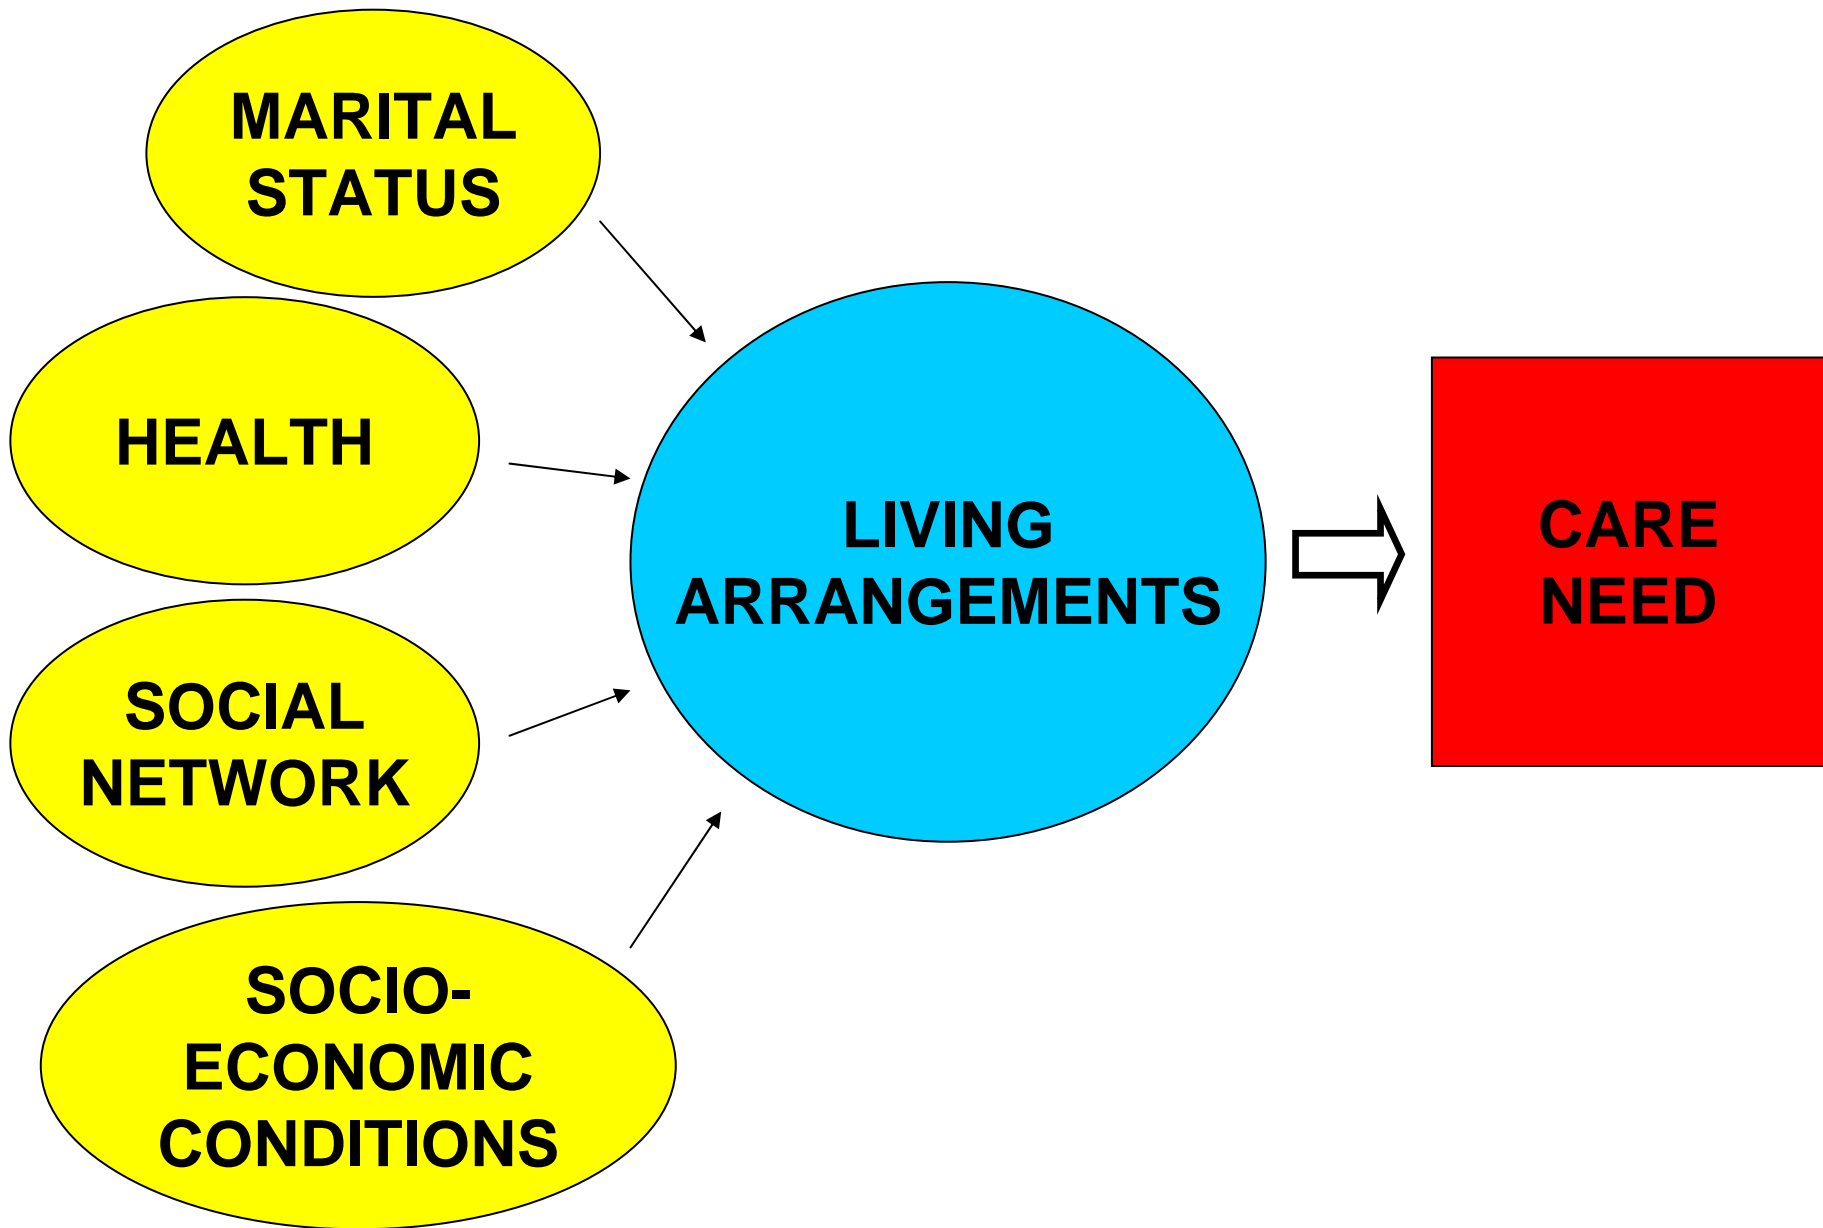 MARITAL
STATUS
HEALTH
SOCIAL
NETWORK
SOCIO-
ECONOMIC
CONDITIONS
LIVING
ARRANGEMENTS
CARE
NEED